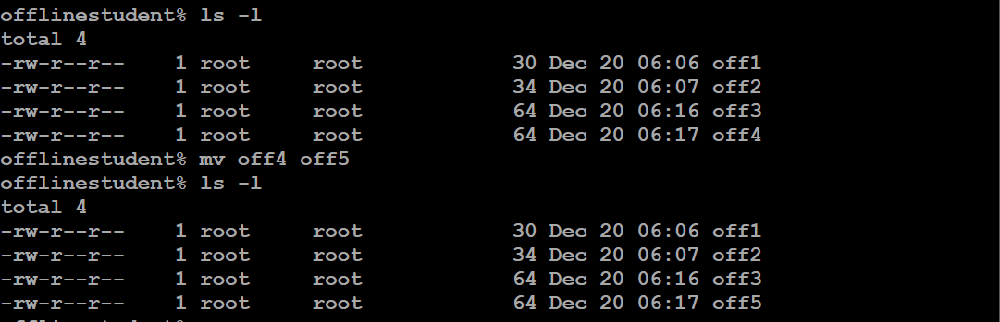 offlinestudent% ls -l
total 4
-rw-r--r--    1 root     root            30 Dec 20 06:06 off1
-rw-r--r--    1 root     root            34 Dec 20 06:07 off2
-rw-r--r--    1 root     root            64 Dec 20 06:16 off3
-rw-r--r--    1 root     root            64 Dec 20 06:17 off4
offlinestudent% mv off4 off5
offlinestudent% ls -l
total 4
-rw-r--r--    1 root     root            30 Dec 20 06:06 off1
-rw-r--r--    1 root     root            34 Dec 20 06:07 off2
-rw-r--r--    1 root     root            64 Dec 20 06:16 off3
-rw-r--r--    1 root     root            64 Dec 20 06:17 off5